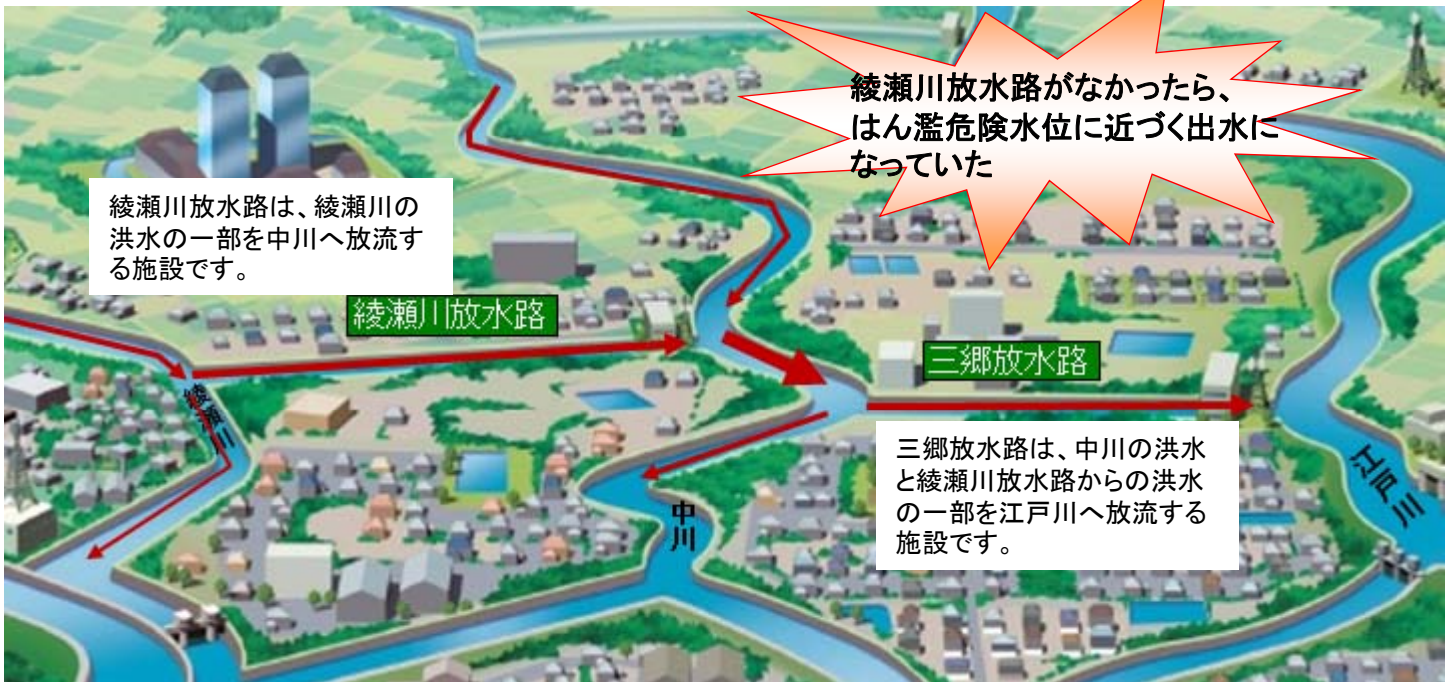 綾瀬川放水路がなかったら、
はん濫危険水位に近づく出水に
なっていた
綾瀬川放水路は、綾瀬川の
洪水の一部を中川へ放流す
る施設です。
綾瀬川放水路
三郷放水路
綾瀬川
三郷放水路は、中川の洪水
と綾瀬川放水路からの洪水
の一部を江戸川へ放流する
施設です。
江戸川
中川